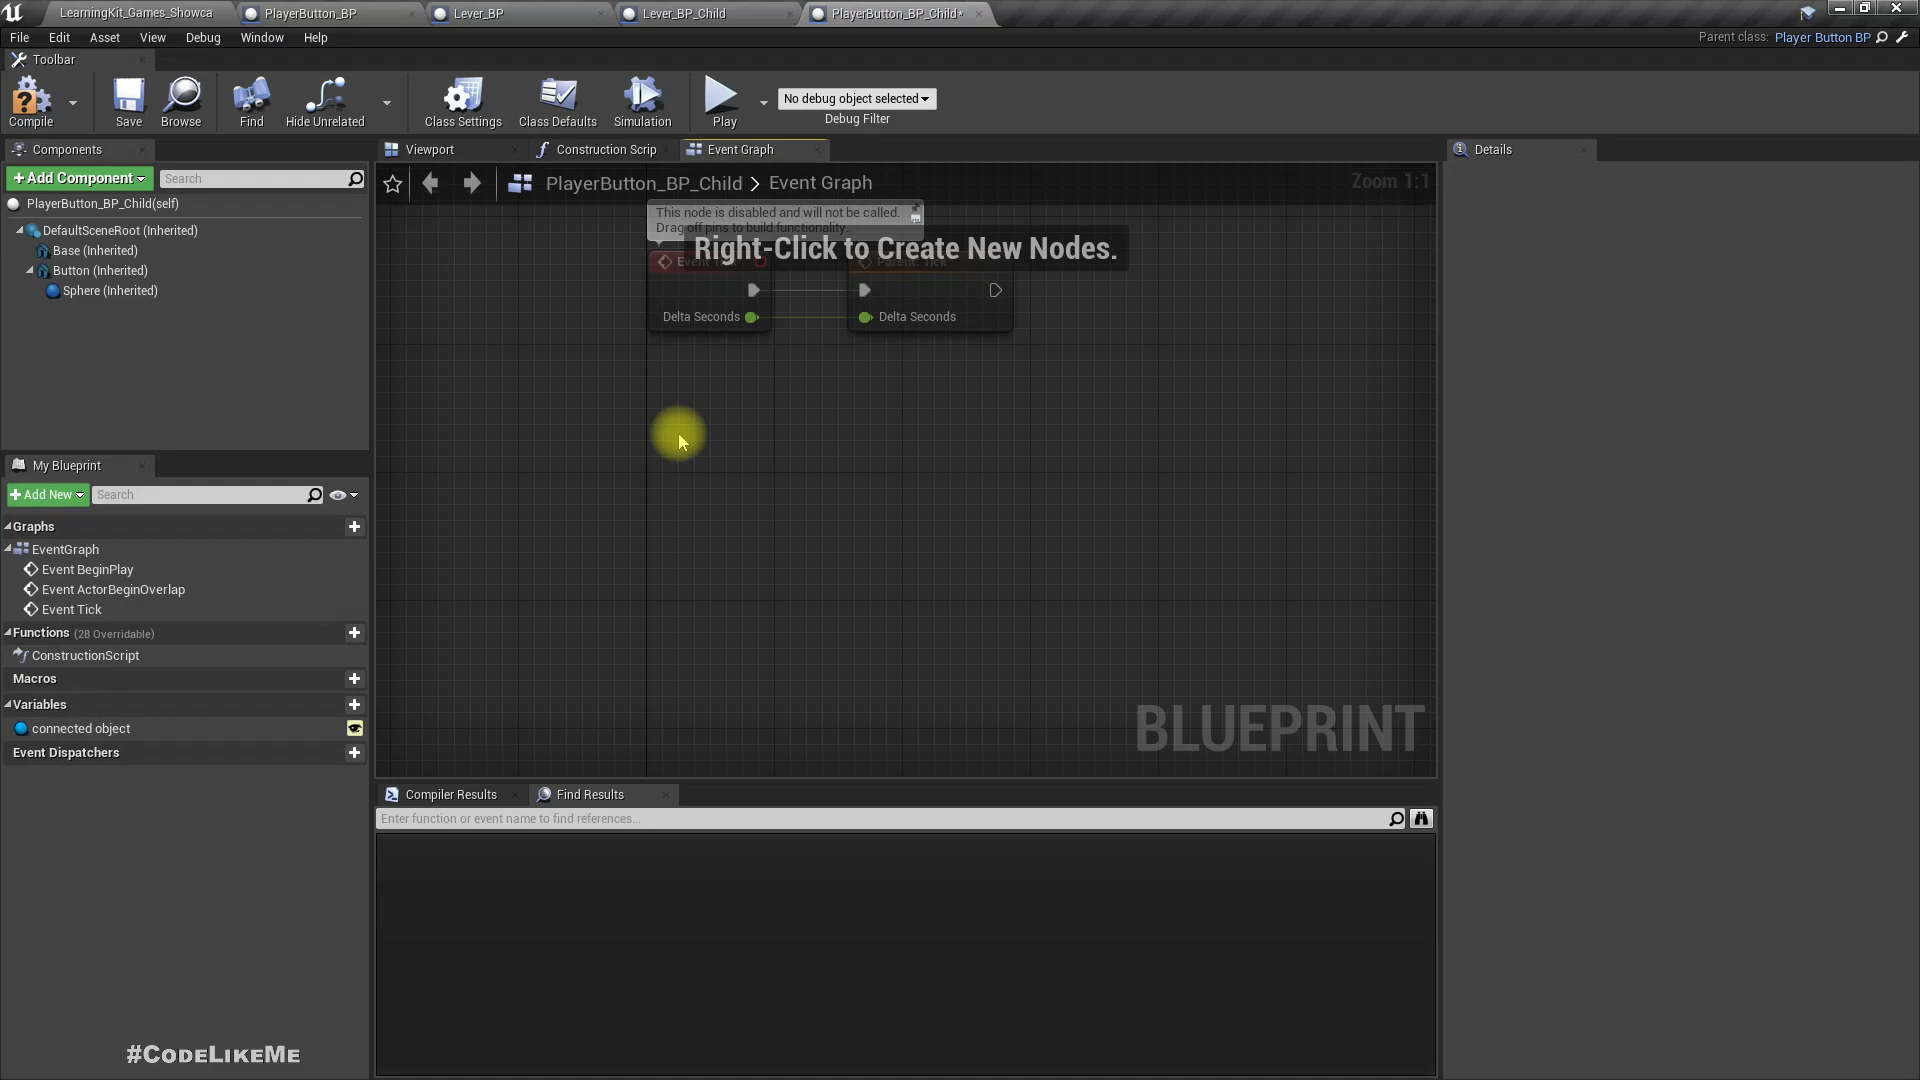 LearningKit_Games_Showca
PlayerButton_BP
Lever_BP
Lever_BP_Child
PlayerButton_BP_Child*
File Edit Asset View Debug Window Help
Parent class: Player Button BP
Toolbar
Compile
Save
Browse
Find
Hide Unrelated
Class Settings
Class Defaults
Simulation
Play
No debug object selected
Debug Filter
Components
+Add Component
Search
PlayerButton_BP_Child(self)
DefaultSceneRoot (Inherited)
Base (Inherited)
Button (Inherited)
Sphere (Inherited)
My Blueprint
+Add New
Search
Graphs
EventGraph
Event BeginPlay
Event ActorBeginOverlap
Event Tick
Functions (28 Overridable)
ConstructionScript
Macros
Variables
connected object
Event Dispatchers
#CodeLikeMe
Viewport
Construction Scrip
Event Graph
PlayerButton_BP_Child > Event Graph
Zoom 1:1
This node is disabled and will not be called.
Drag off pins to build functionality.
Right-Click to Create New Nodes.
Delta Seconds
Delta Seconds
BLUEPRINT
Compiler Results
Find Results
Enter function or event name to find references...
Details